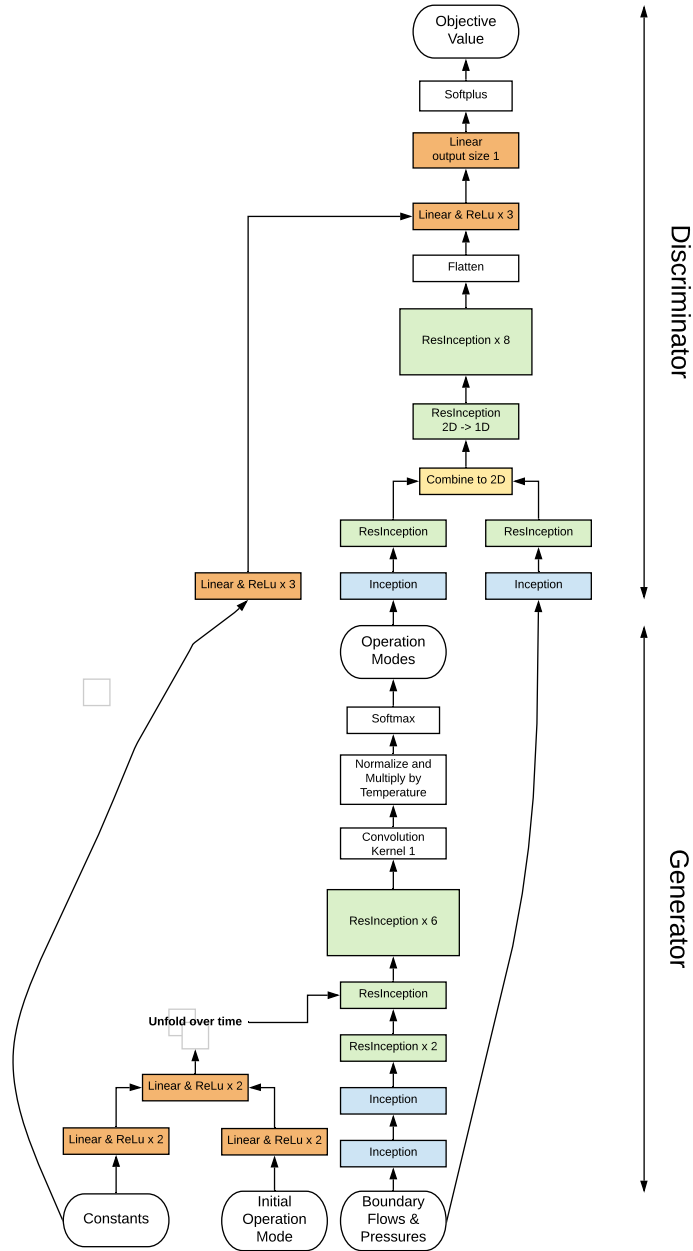 Objective
Value
Softplus
Linear
output size 1
Linear & ReLu x 3
Flatten
ResInception x 8
ResInception
2D -> 1D
Combine to 2D
ResInception
ResInception
Linear & ReLu x 3
Inception
Inception
Discriminator
Operation
Modes
Softmax
Normalize and
Multiply by
Temperature
Convolution
Kernel 1
ResInception x 6
Generator
ResInception
Unfold over time
ResInception x 2
Linear & ReLu x 2
Inception
Linear & ReLu x 2
Linear & ReLu x 2
Inception
Constants
Initial
Operation
Mode
Boundary
Flows &
Pressures